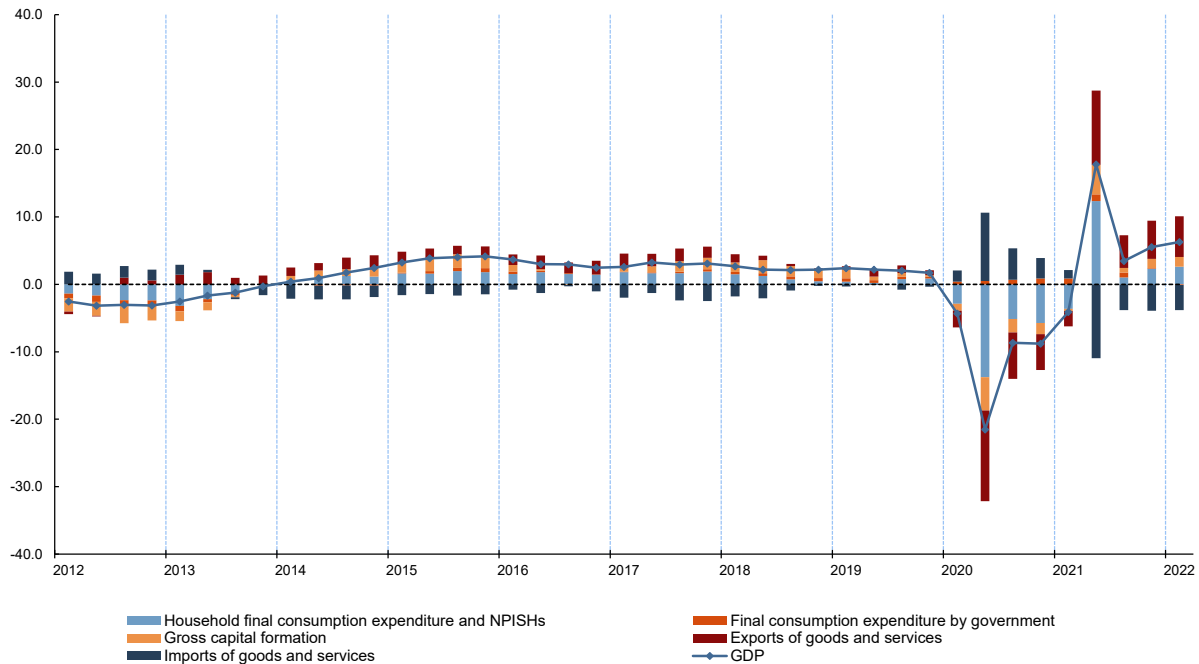 40.0
30.0
20.0
10.0
0.0
-10.0
-20.0
-30.0
-40.0
2012 2013 2014 2015 2016 2017 2018 2019 2020 2021 2022
Household final consumption expenditure and NPISHs Final consumption expenditure by government
Gross capital formation Exports of goods and services
Imports of goods and services GDP